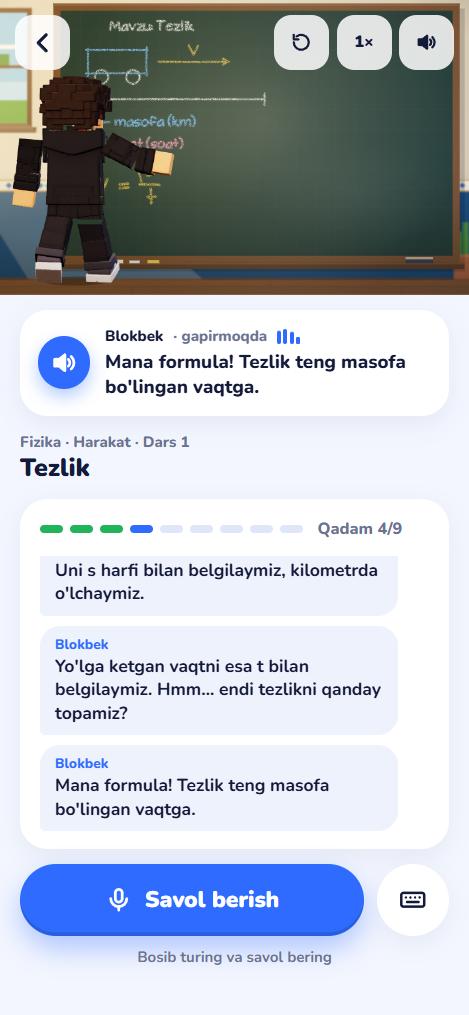 Mavzu: Tezlik
1×
V
masofa (km)
t (soat)
Blokbek · gapirmoqda
Mana formula! Tezlik teng masofa
bo'lingan vaqtga.
Fizika · Harakat · Dars 1
Tezlik
Qadam 4/9
Uni s harfi bilan belgilaymiz, kilometrda
o'lchaymiz.
Blokbek
Yo'lga ketgan vaqtni esa t bilan
belgilaymiz. Hmm... endi tezlikni qanday
topamiz?
Blokbek
Mana formula! Tezlik teng masofa
bo'lingan vaqtga.
Savol berish
Bosib turing va savol bering